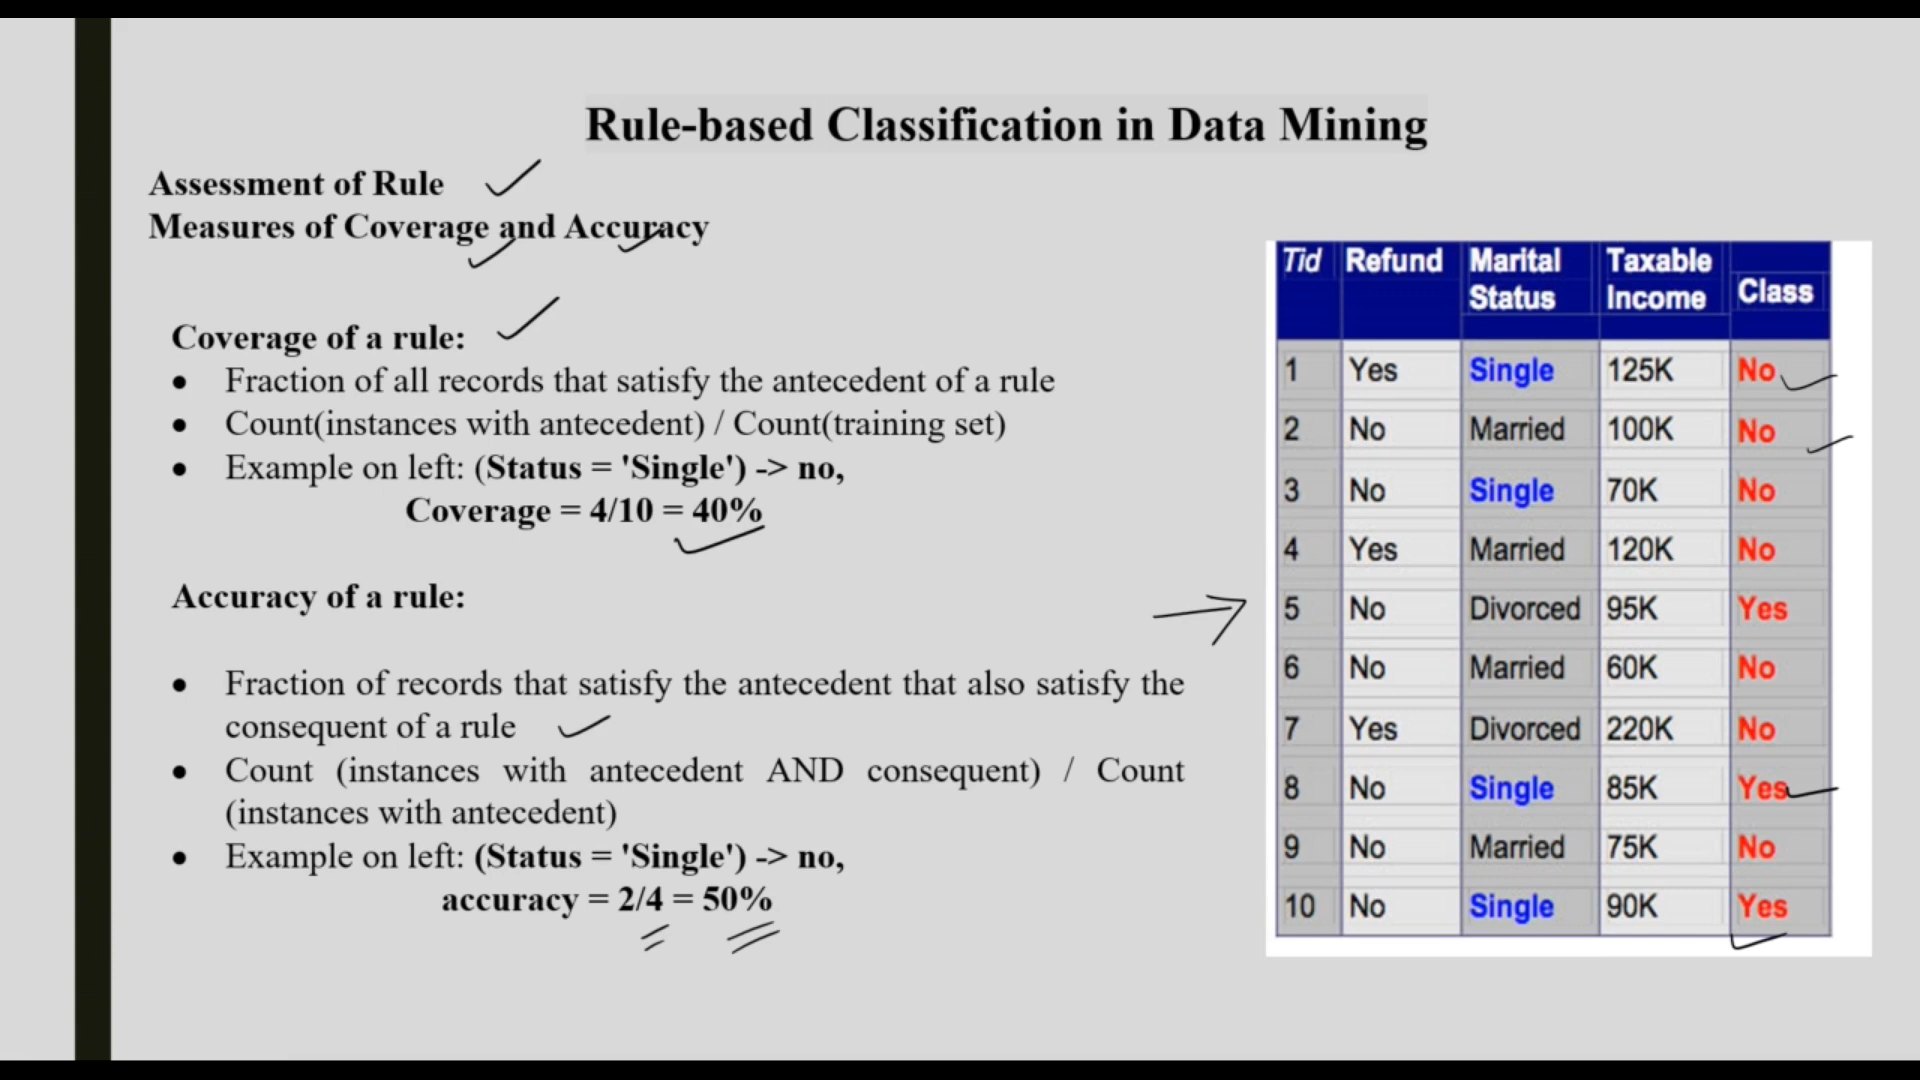 Rule-based Classification in Data Mining
Assessment of Rule
Measures of Coverage and Accuracy
Coverage of a rule:
• Fraction of all records that satisfy the antecedent of a rule
• Count(instances with antecedent) / Count(training set)
• Example on left: (Status = 'Single') -> no,
Coverage = 4/10 = 40%
Accuracy of a rule:
• Fraction of records that satisfy the antecedent that also satisfy the
consequent of a rule
• Count (instances with antecedent AND consequent) / Count
(instances with antecedent)
• Example on left: (Status = 'Single') -> no,
accuracy = 2/4 = 50%
Tid Refund Marital Status Taxable Income Class
1 Yes Single 125K No
2 No Married 100K No
3 No Single 70K No
4 Yes Married 120K No
5 No Divorced 95K Yes
6 No Married 60K No
7 Yes Divorced 220K No
8 No Single 85K Yes
9 No Married 75K No
10 No Single 90K Yes